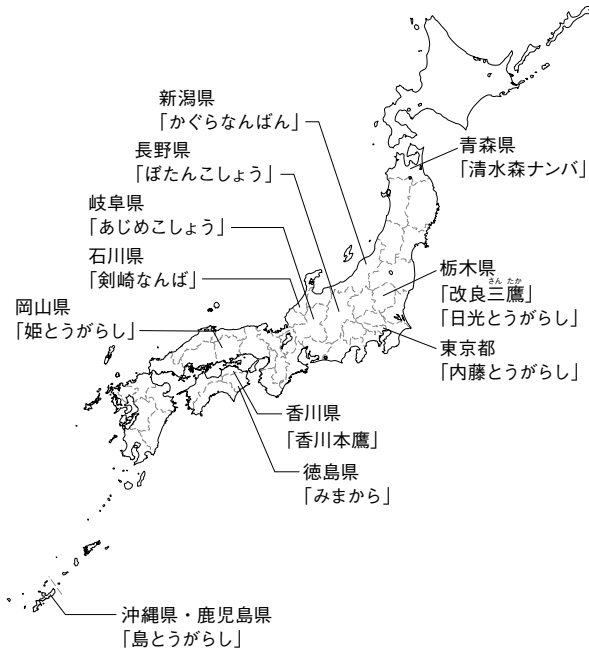 新潟県
「かぐらなんばん」
長野県
「ぼたんこしょう」
岐阜県
「あじめこしょう」
石川県
「剣崎なんば」
岡山県
「姫とうがらし」
青森県
「清水森ナンバ」
栃木県
さん たか
「改良三鷹」
「日光とうがらし」
東京都
「内藤とうがらし」
香川県
「香川本鷹」
徳島県
「みまから」
沖縄県・鹿児島県
「島とうがらし」